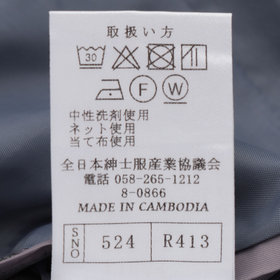 取扱い方
30
F W
中性洗剤使用
ネット使用
当て布使用
全日本紳士服産業協議会
電話 058-265-1212
8-0866
MADE IN CAMBODIA
SNO 524 R413